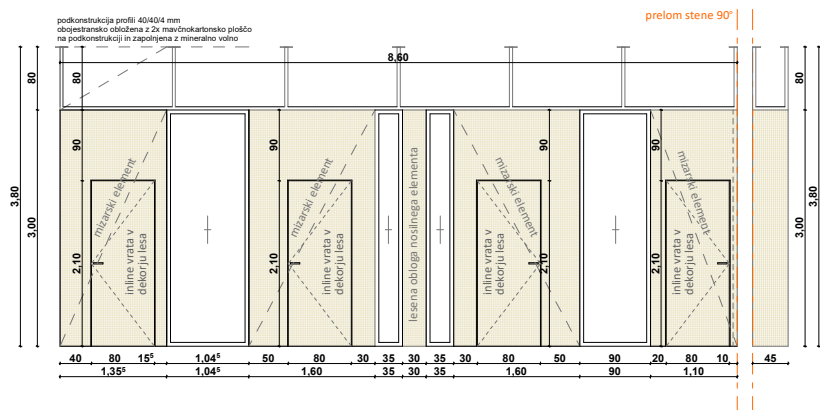 prelom stene 90°
podkonstrukcija profili 40/40/4 mm
obojestransko obložena z 2x mavčnokartonsko ploščo
na podkonstrukciji in zapolnjena z mineralno volno
8,60
80
80
80
90
90
90
90
mizarski element
mizarski element
mizarski element
mizarski element
lesena obloga nosilnega elementa
3,80
3,00
3,00
3,80
2,10
2,10
2,10
2,10
inline vrata v
dekorju lesa
inline vrata v
dekorju lesa
inline vrata v
dekorju lesa
inline vrata v
dekorju lesa
40 80 15⁵ 1,04⁵ 50 80 30 35 30 35 30 80 50 90 20 80 10 45
1,35⁵ 1,04⁵ 1,60 35 30 35 1,60 90 1,10